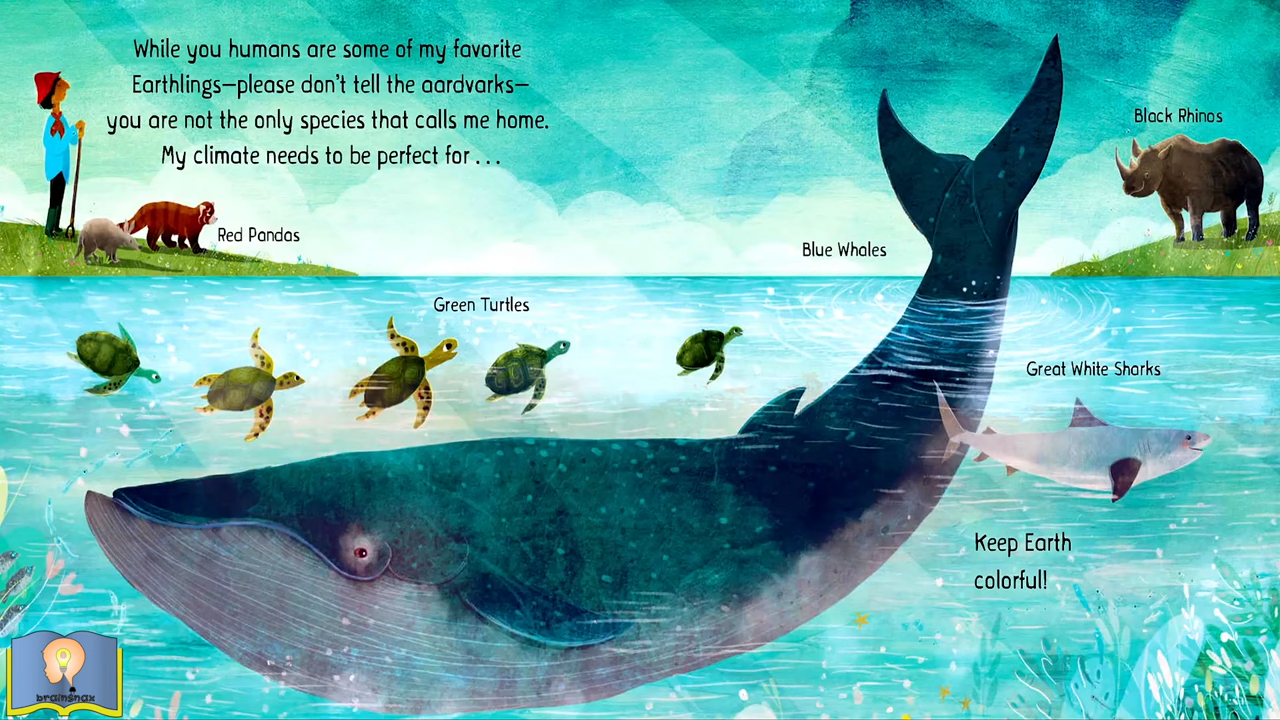 While you humans are some of my favorite
Earthlings—please don't tell the aardvarks—
you are not the only species that calls me home.
My climate needs to be perfect for . . .
Black Rhinos
Red Pandas
Blue Whales
Green Turtles
Great White Sharks
Keep Earth
colorful!
brainsnax